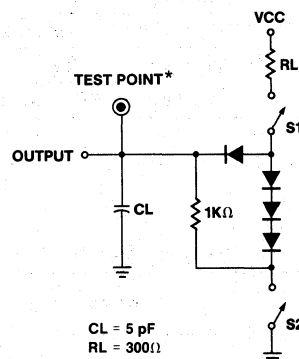 VCC
RL
TEST POINT*
S1
OUTPUT
CL
1KΩ
S2
CL = 5 pF
RL = 300Ω